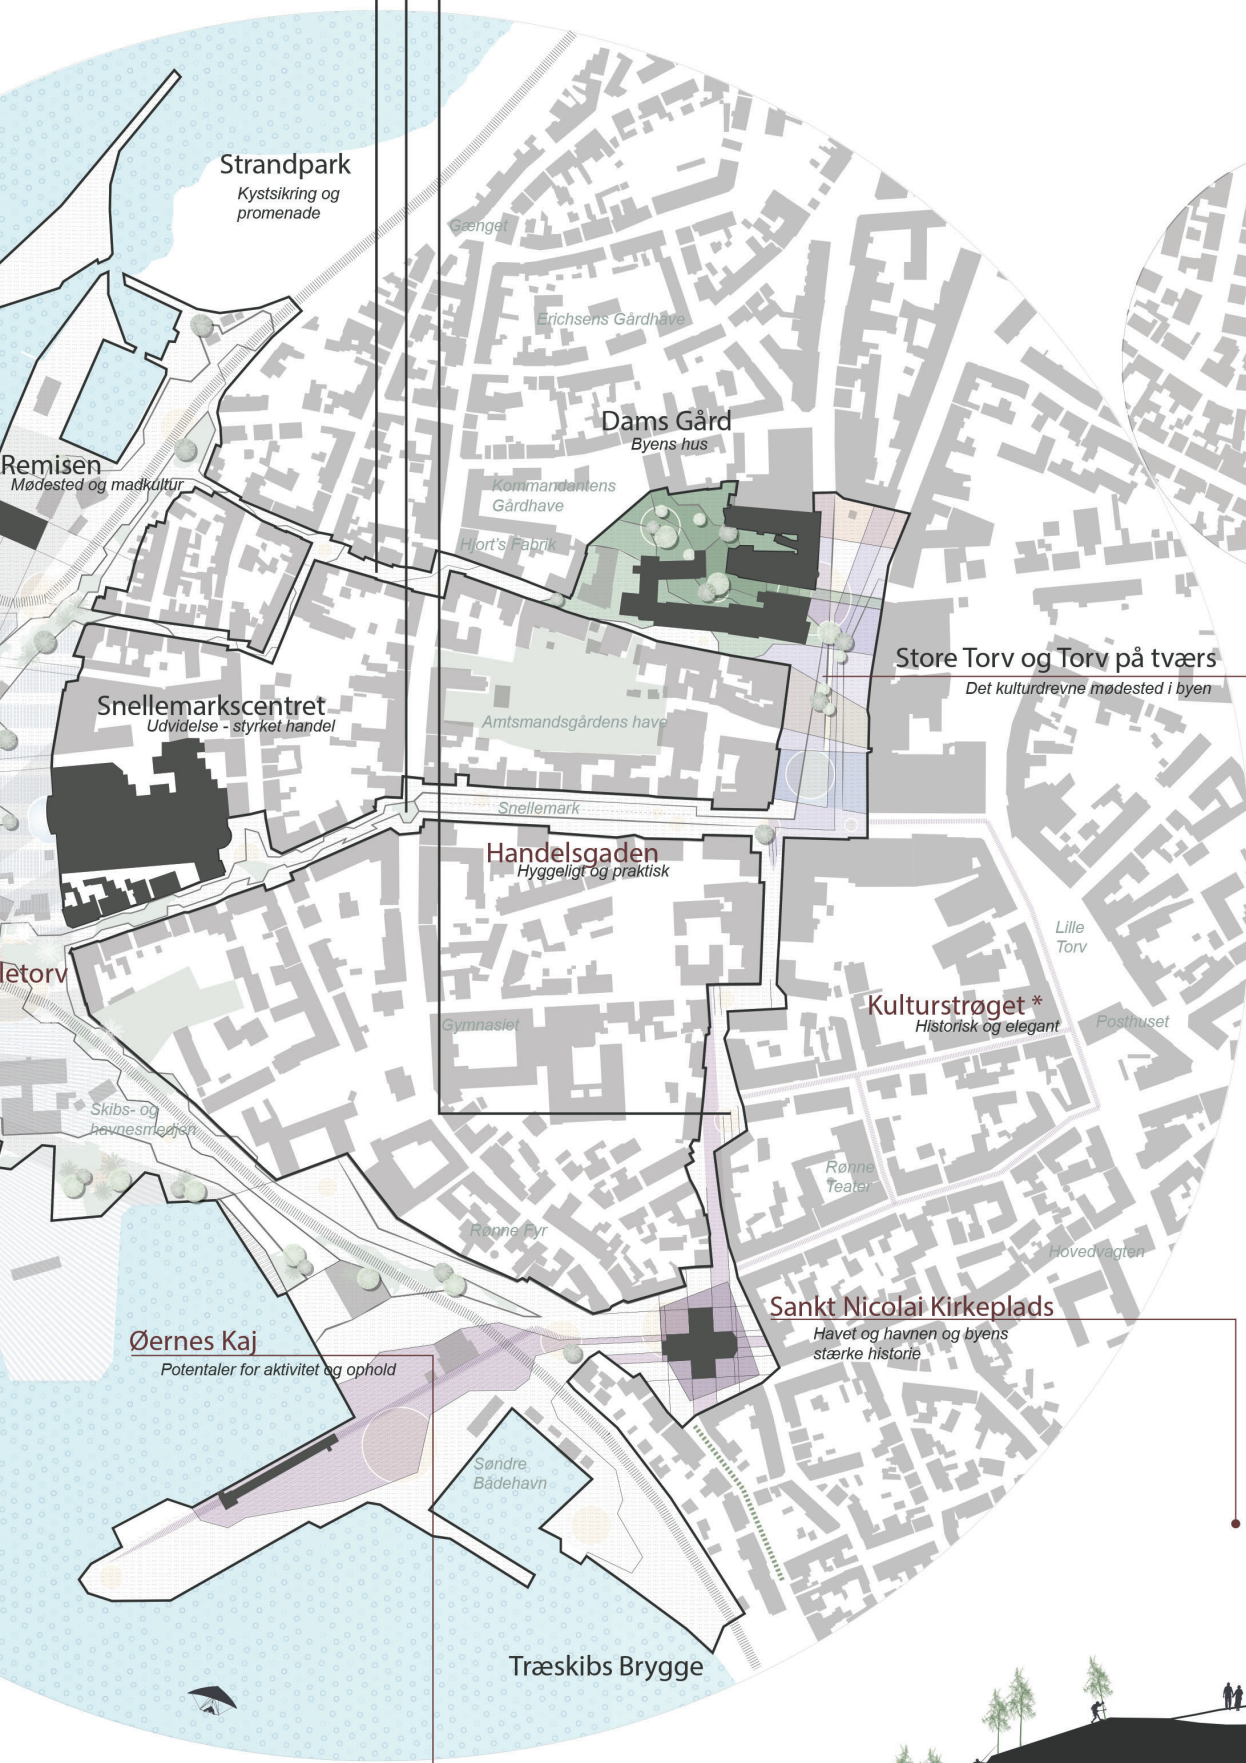 Strandpark
Kystsikring og
promenade
Gænget
Erichsens Gårdhave
Dams Gård
Byens hus
Remisen
Mødested og madkultur
Kommandantens
Gårdhave
Hjort's Fabrik
Store Torv og Torv på tværs
Det kulturdrevne mødested i byen
Snellemarkscentret
Udvidelse - styrket handel
Amtsmandsgårdens have
Snellemark
Handelsgaden
Hyggeligt og praktisk
Lille
Torv
letorv
Kulturstrøget *
Historisk og elegant
Posthuset
Gymnasiet
Skibs- og
havnesmedjen
Rønne
Teater
Rønne Fyr
Hovedvagten
Sankt Nicolai Kirkeplads
Havet og havnen og byens
stærke historie
Øernes Kaj
Potentaler for aktivitet og ophold
Søndre
Bådehavn
Træskibs Brygge